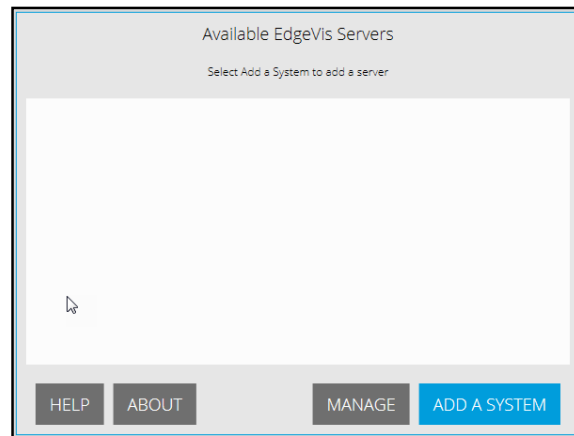 Available EdgeVis Servers
Select Add a System to add a server
HELP ABOUT MANAGE ADD A SYSTEM